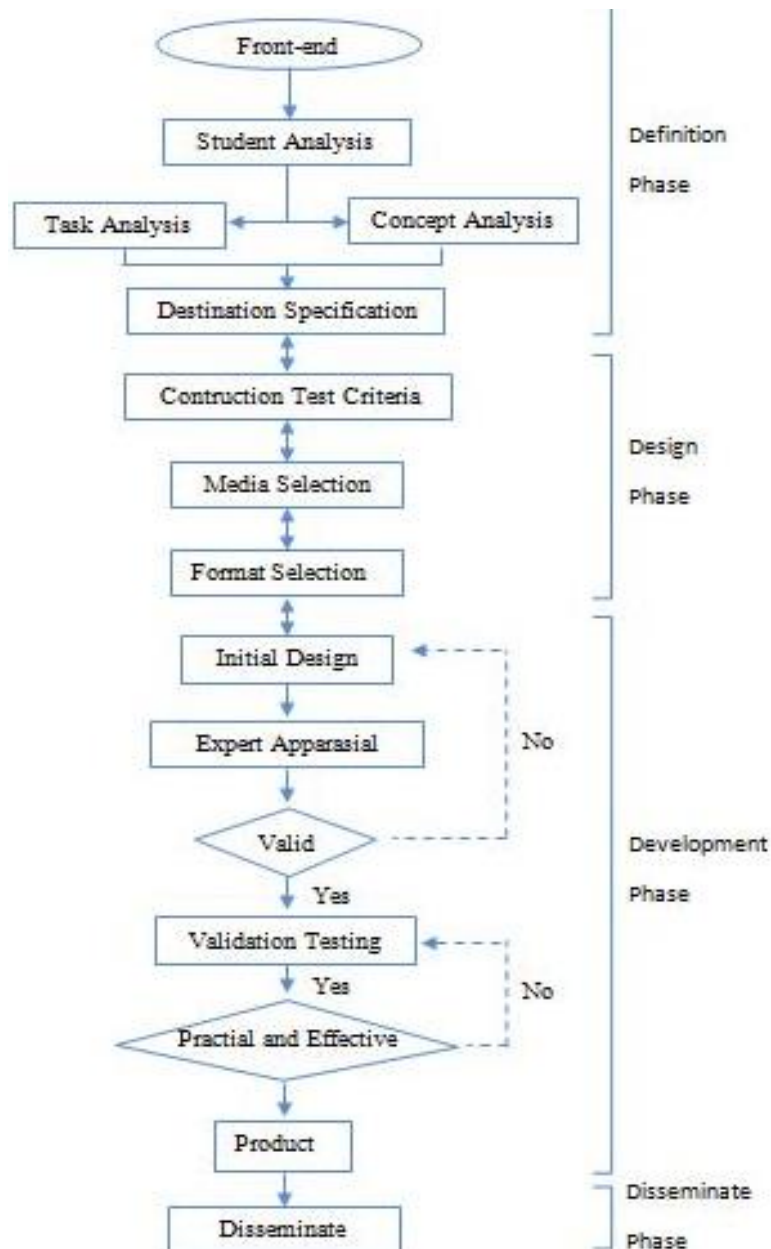 Front-end
Student Analysis
Definition
Phase
Task Analysis
Concept Analysis
Destination Specification
Contruction Test Criteria
Design
Phase
Media Selection
Format Selection
Initial Design
Expert Apparasial
No
Valid
Development
Phase
Yes
Validation Testing
Yes
No
Practial and Effective
Product
Disseminate
Phase
Disseminate